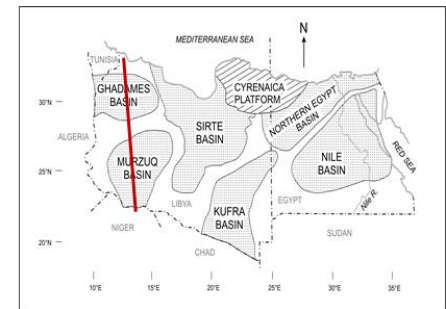 N
MEDITERRANEAN SEA
TUNISIA
GHADAMES
BASIN
CYRENAICA
PLATFORM
30°N
NORTHERN EGYPT
BASIN
SIRTE
BASIN
ALGERIA
MURZUQ
BASIN
NILE
BASIN
RED SEA
25°N
LIBYA
EGYPT
Nile R.
KUFRA
BASIN
NIGER
SUDAN
20°N
CHAD
10°E
15°E
20°E
25°E
30°E
35°E